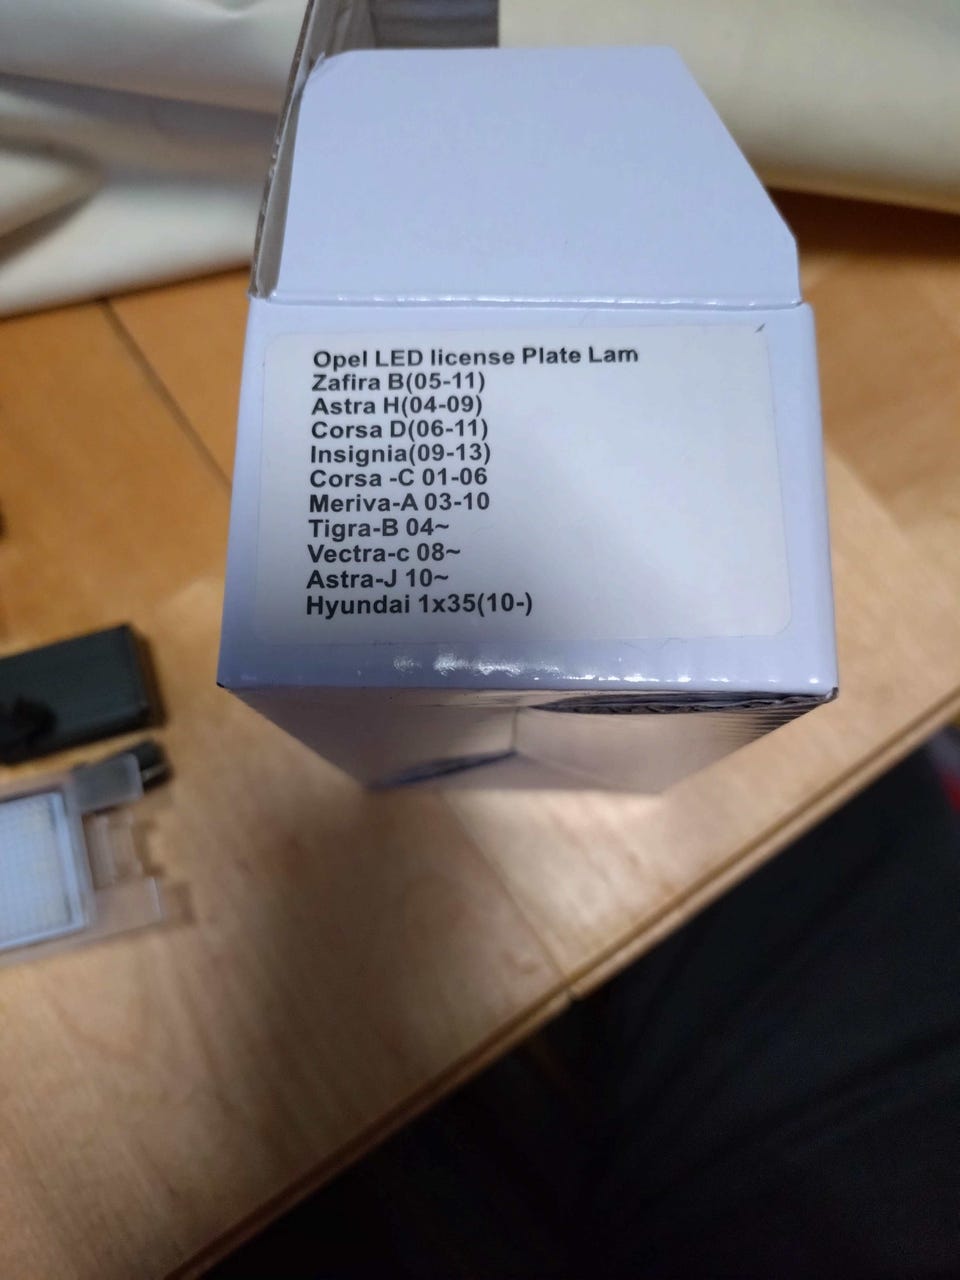 Opel LED license Plate Lam
Zafira B(05-11)
Astra H(04-09)
Corsa D(06-11)
Insignia(09-13)
Corsa -C 01-06
Meriva-A 03-10
Tigra-B 04~
Vectra-c 08~
Astra-J 10~
Hyundai 1x35(10-)